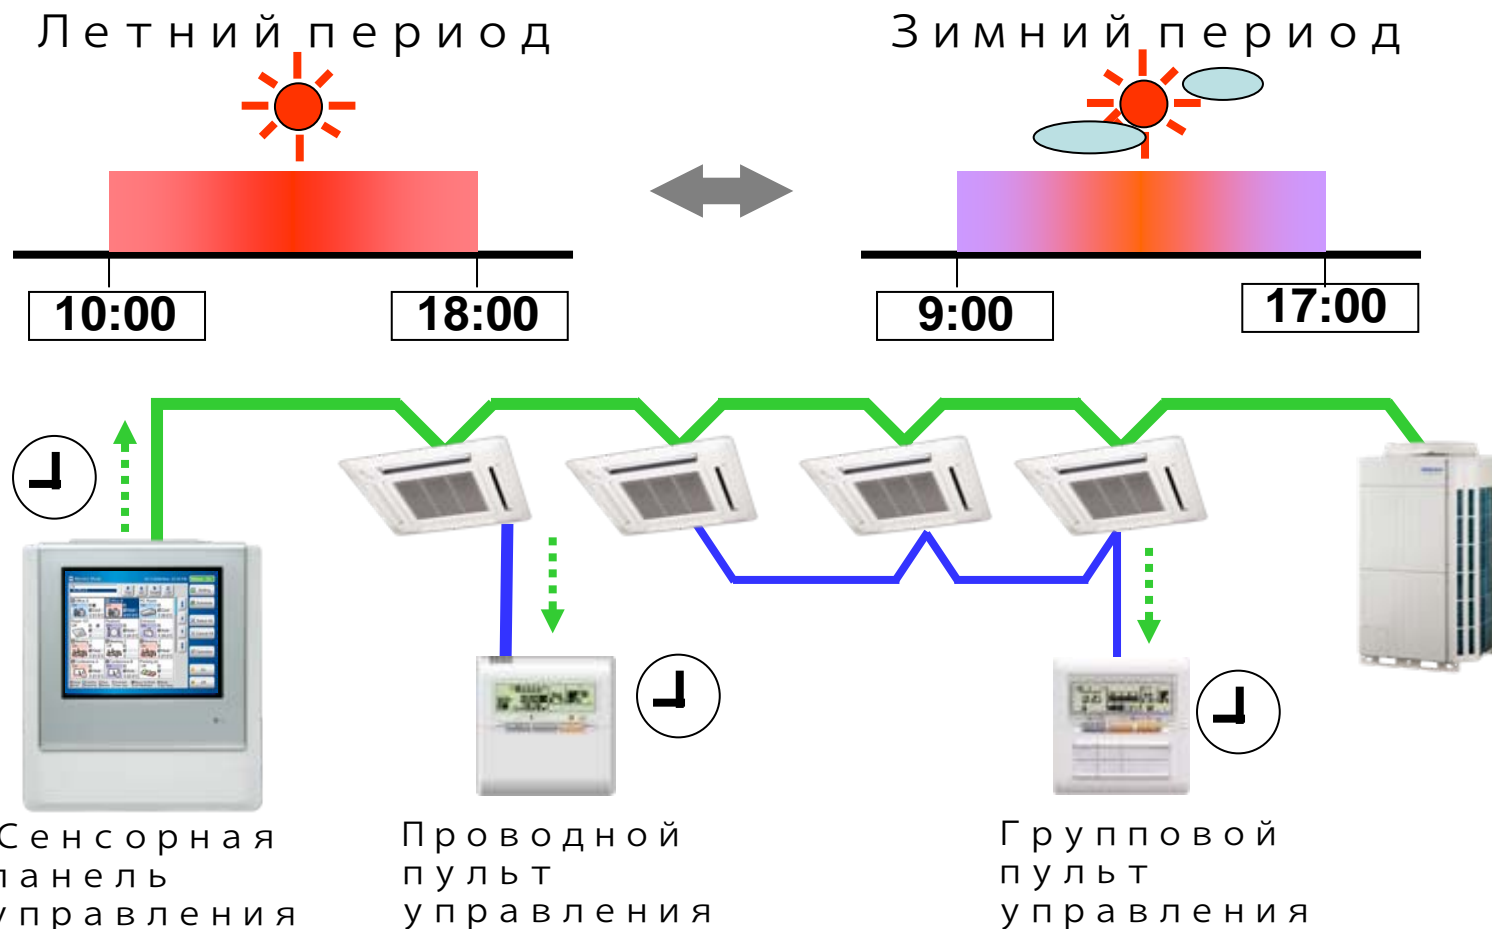 Летний период
Зимний период
10:00
18:00
9:00
17:00
Сенсорная
панель
управления
Проводной
пульт
управления
Групповой
пульт
управления